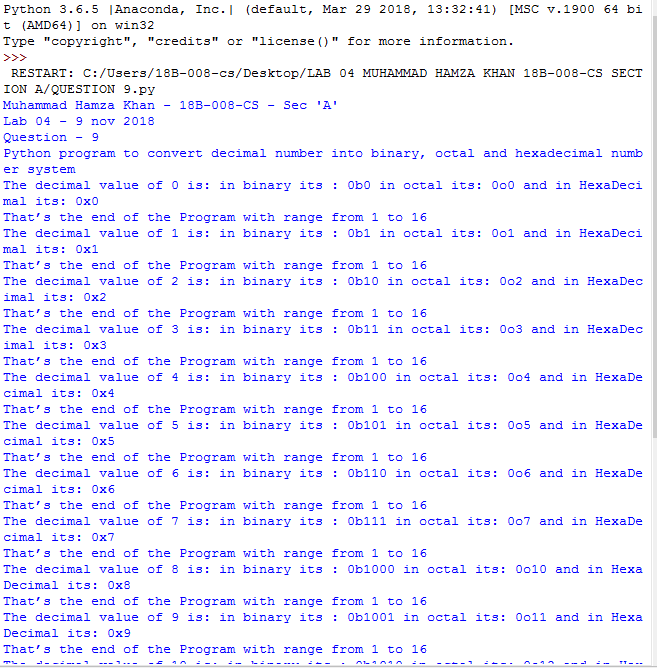 Python 3.6.5 |Anaconda, Inc.| (default, Mar 29 2018, 13:32:41) [MSC v.1900 64 bi
t (AMD64)] on win32
Type "copyright", "credits" or "license()" for more information.
>>>
 RESTART: C:/Users/18B-008-cs/Desktop/LAB 04 MUHAMMAD HAMZA KHAN 18B-008-CS SECT
ION A/QUESTION 9.py
Muhammad Hamza Khan - 18B-008-CS - Sec 'A'
Lab 04 - 9 nov 2018
Question - 9
Python program to convert decimal number into binary, octal and hexadecimal numb
er system
The decimal value of 0 is: in binary its : 0b0 in octal its: 0o0 and in HexaDeci
mal its: 0x0
That’s the end of the Program with range from 1 to 16
The decimal value of 1 is: in binary its : 0b1 in octal its: 0o1 and in HexaDeci
mal its: 0x1
That’s the end of the Program with range from 1 to 16
The decimal value of 2 is: in binary its : 0b10 in octal its: 0o2 and in HexaDec
imal its: 0x2
That’s the end of the Program with range from 1 to 16
The decimal value of 3 is: in binary its : 0b11 in octal its: 0o3 and in HexaDec
imal its: 0x3
That’s the end of the Program with range from 1 to 16
The decimal value of 4 is: in binary its : 0b100 in octal its: 0o4 and in HexaDe
cimal its: 0x4
That’s the end of the Program with range from 1 to 16
The decimal value of 5 is: in binary its : 0b101 in octal its: 0o5 and in HexaDe
cimal its: 0x5
That’s the end of the Program with range from 1 to 16
The decimal value of 6 is: in binary its : 0b110 in octal its: 0o6 and in HexaDe
cimal its: 0x6
That’s the end of the Program with range from 1 to 16
The decimal value of 7 is: in binary its : 0b111 in octal its: 0o7 and in HexaDe
cimal its: 0x7
That’s the end of the Program with range from 1 to 16
The decimal value of 8 is: in binary its : 0b1000 in octal its: 0o10 and in Hexa
Decimal its: 0x8
That’s the end of the Program with range from 1 to 16
The decimal value of 9 is: in binary its : 0b1001 in octal its: 0o11 and in Hexa
Decimal its: 0x9
That’s the end of the Program with range from 1 to 16